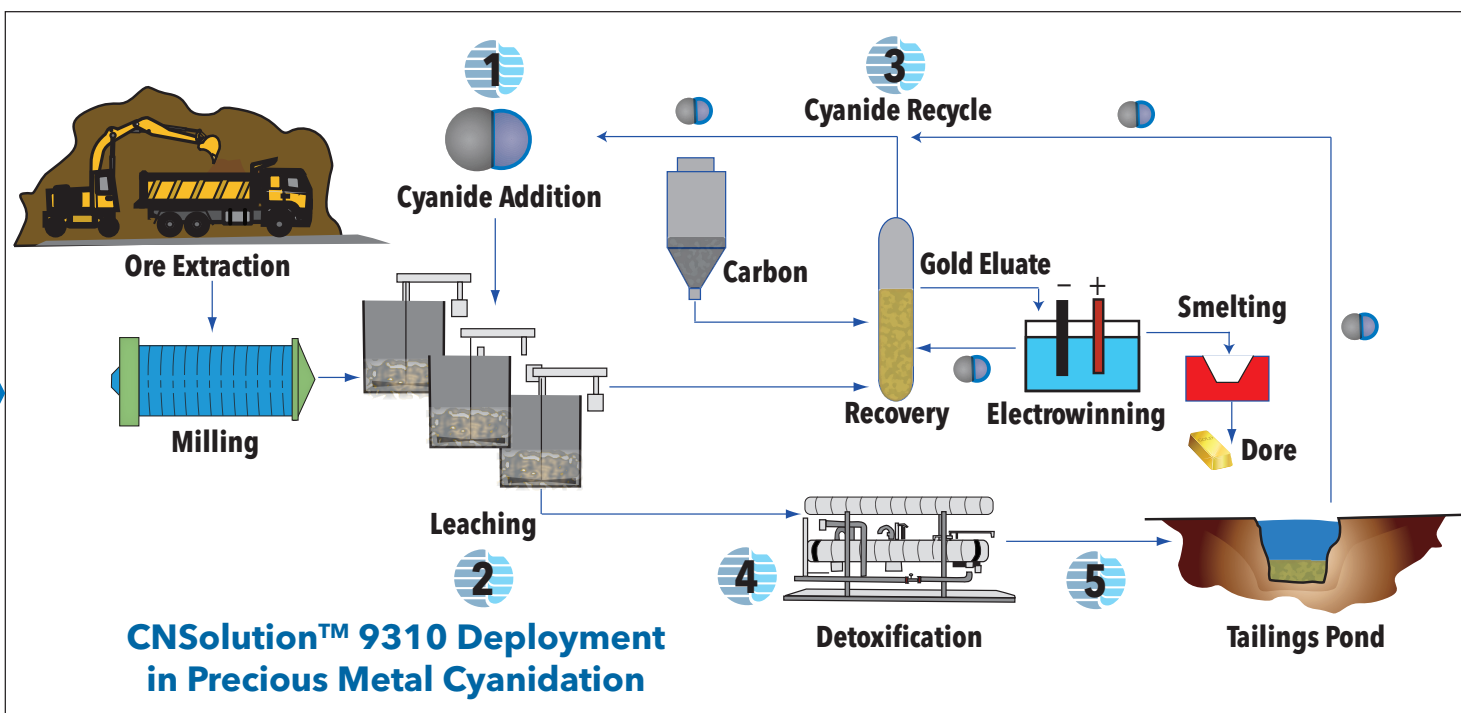 1
3
Cyanide Recycle
Cyanide Addition
Ore Extraction
Carbon
Gold Eluate
− +
Smelting
Milling
Recovery
Electrowinning
Dore
Leaching
2
4
5
Detoxification
Tailings Pond
CNSolution™ 9310 Deployment
in Precious Metal Cyanidation